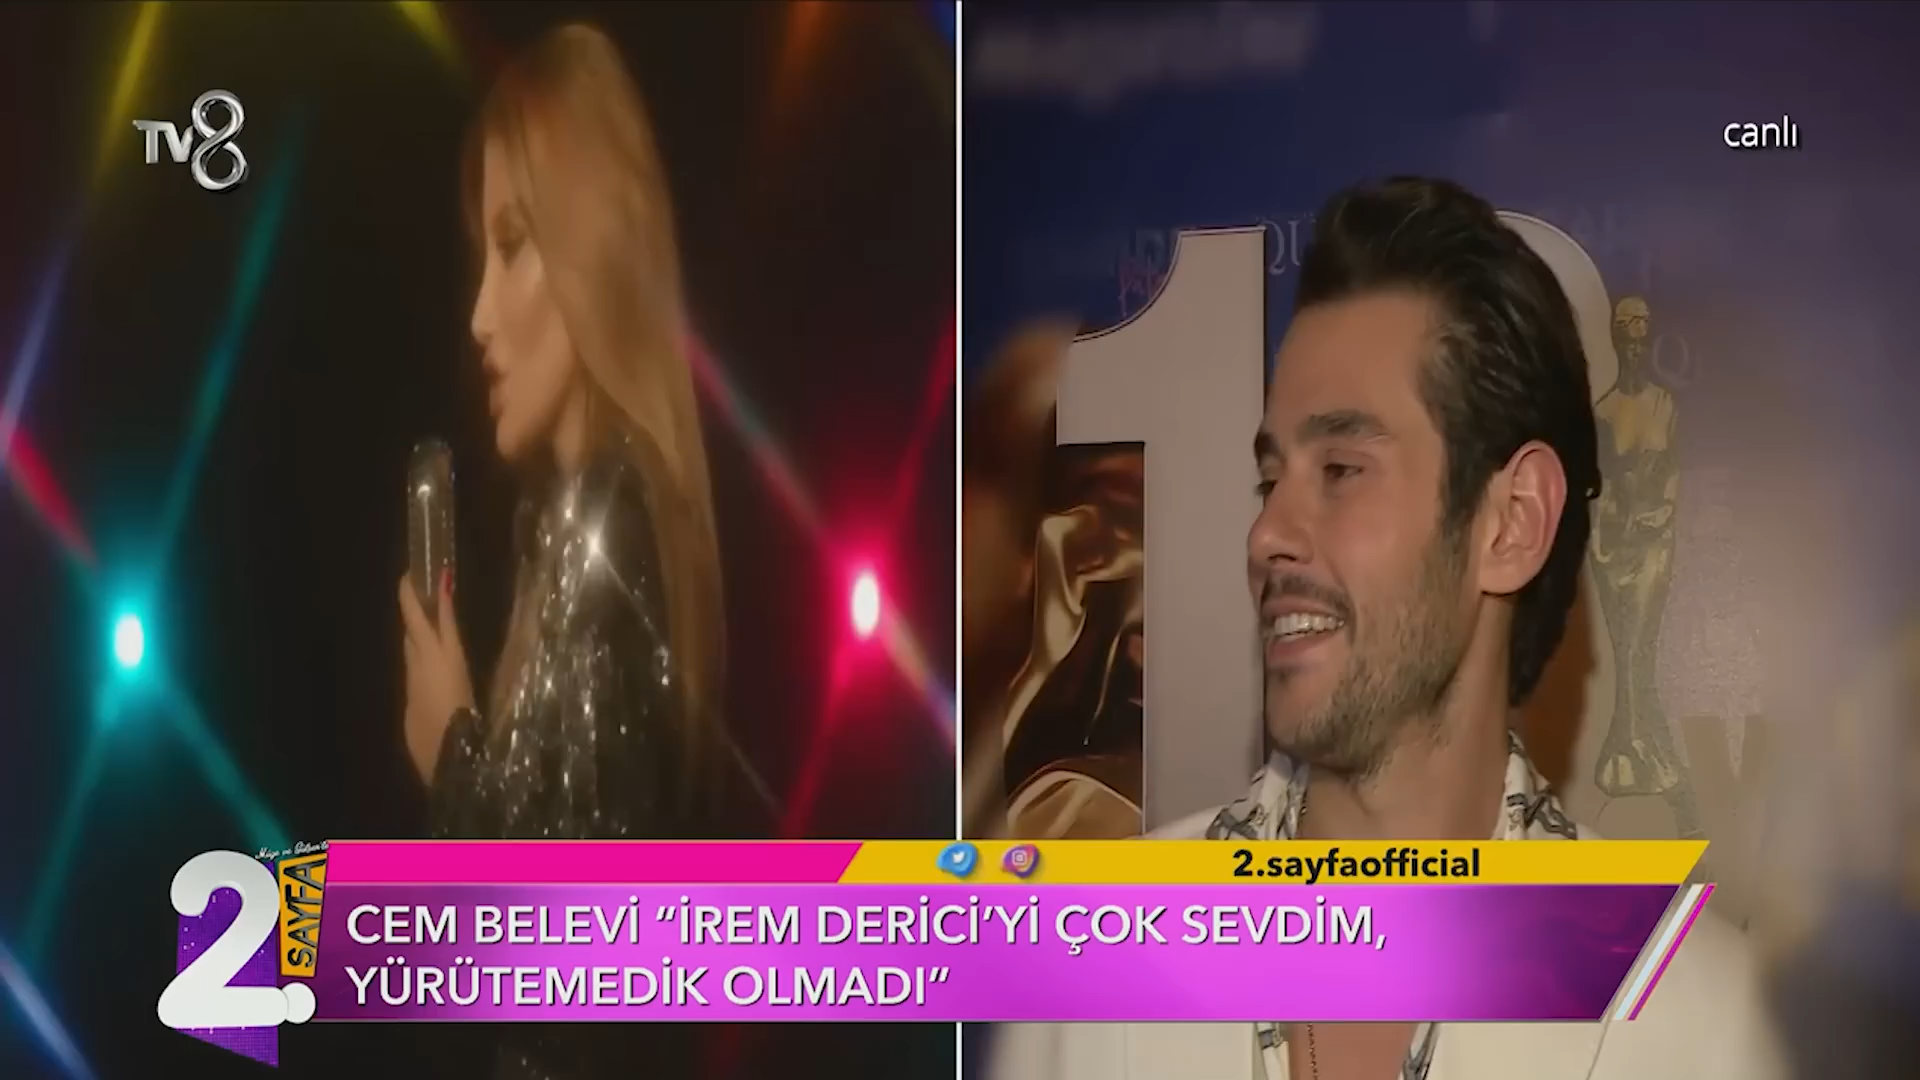 TV8
canlı
2.sayfaofficial
2. SAYFA
CEM BELEVİ “İREM DERİCİ’Yİ ÇOK SEVDİM,
YÜRÜTEMEDİK OLMADI”